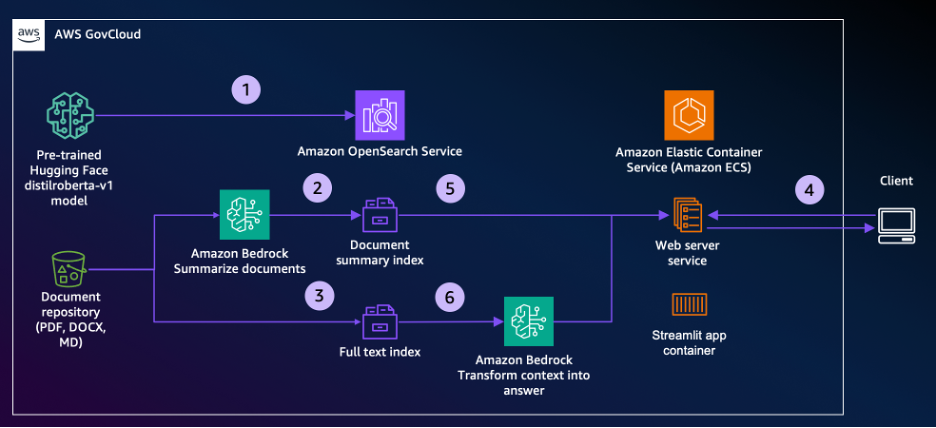 aws
AWS GovCloud
1
Pre-trained
Hugging Face
distilroberta-v1
model
Amazon OpenSearch Service
Amazon Elastic Container
Service (Amazon ECS)
2
5
4
Client
Amazon Bedrock
Summarize documents
Document
summary index
Web server
service
Document
repository
(PDF, DOCX,
MD)
3
6
Full text index
Amazon Bedrock
Transform context into
answer
Streamlit app
container